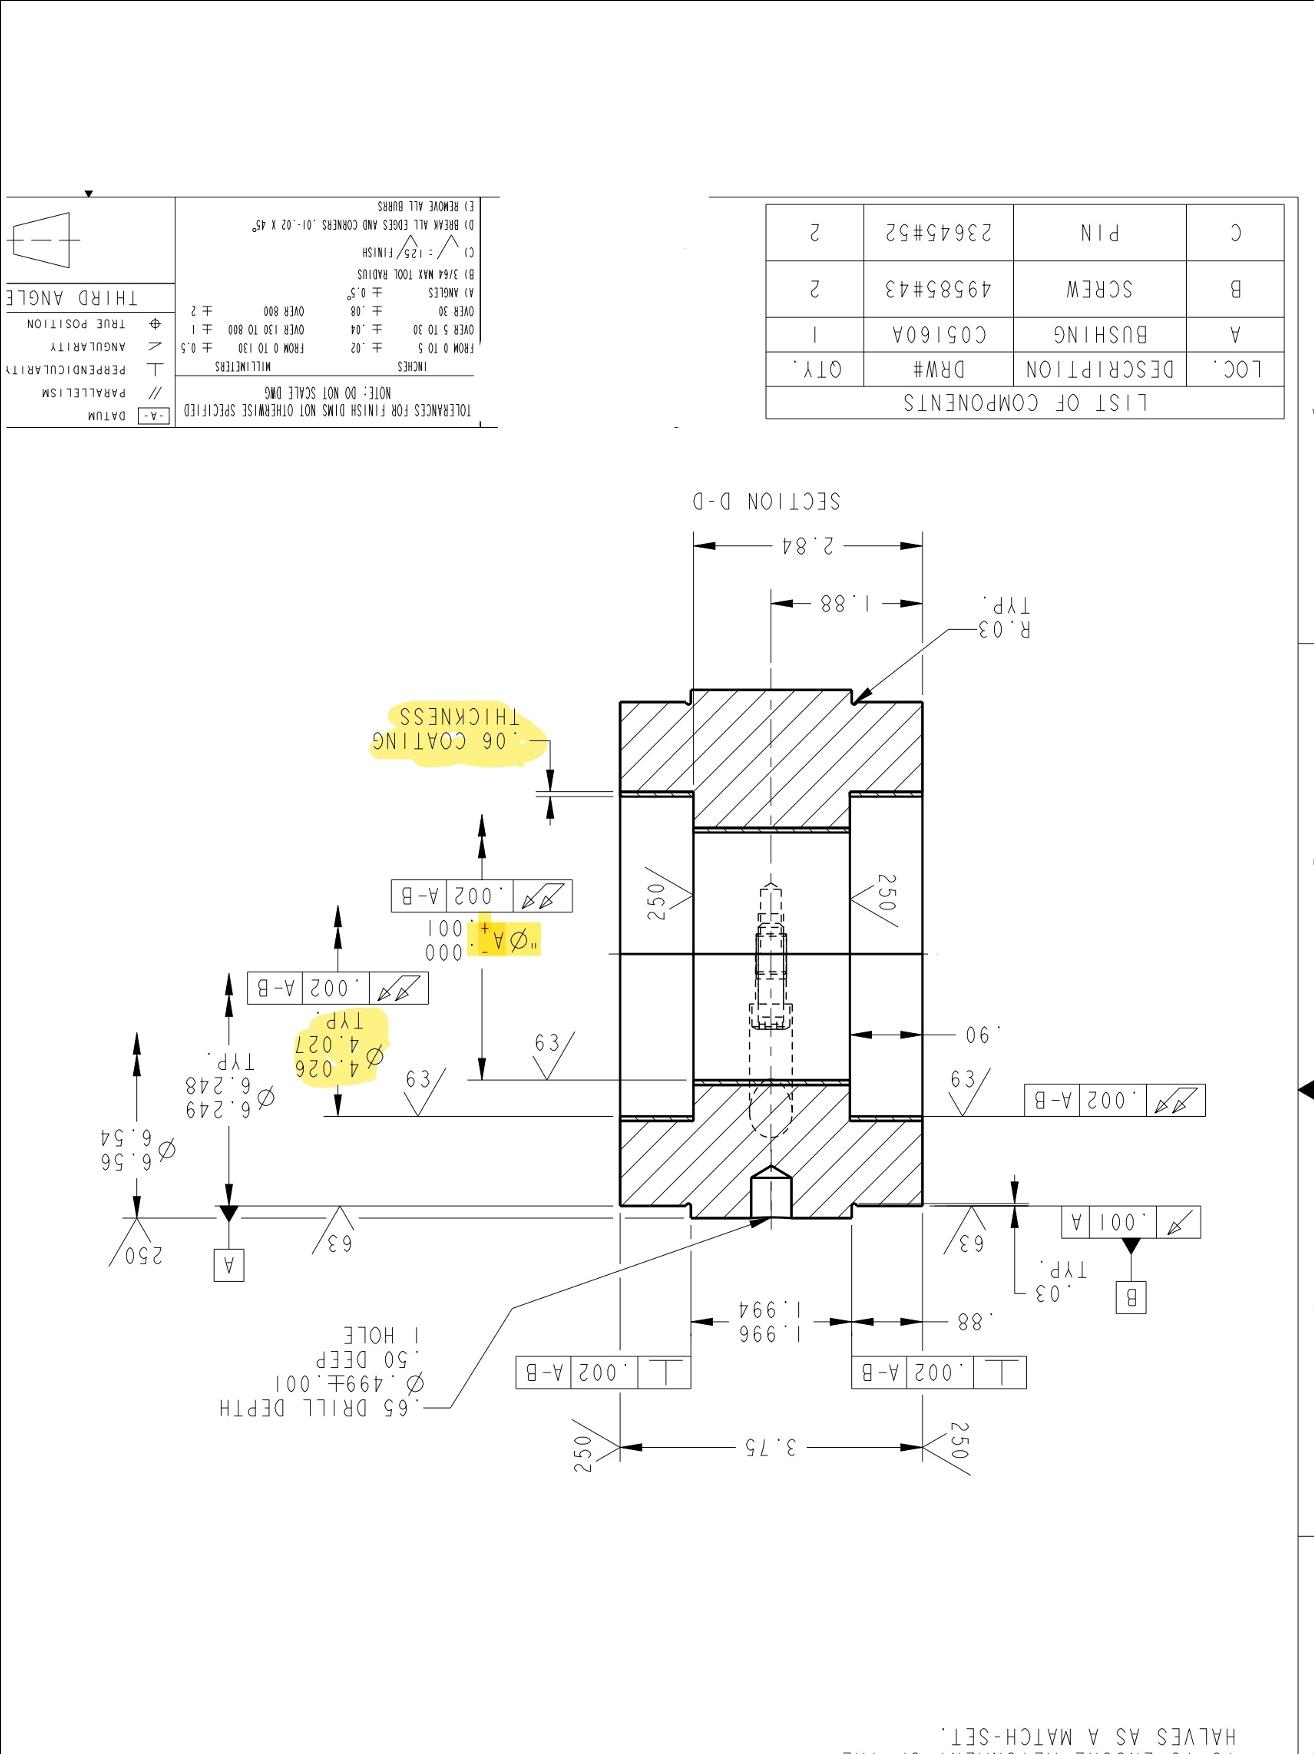 HALVES AS A MATCH-SET.
250
3.75
250
⊥ .002 A-B
⊥ .002 A-B
.65 DRILL DEPTH
Ø.499±.001
.50 DEEP
1 HOLE
.88
1.996
1.994
B
.03
TYP.
.001 A
63
63
A
250
Ø 6.56
6.54
Ø 6.249
6.248
TYP.
Ø 4.026
4.027
TYP.
.002 A-B
.002 A-B
63
63
63
.90
"ØA" -.000
+.001
.002 A-B
250
250
.06 COATING
THICKNESS
R.03
TYP.
1.88
2.84
SECTION D-D
LIST OF COMPONENTS
LOC. DESCRIPTION DRW# QTY.
A BUSHING C05160A 1
B SCREW 49585#43 2
C PIN 23645#52 2
TOLERANCES FOR FINISH DIMS NOT OTHERWISE SPECIFIED
NOTE: DO NOT SCALE DWG
INCHES MILLIMETERS
FROM 0 TO 5 ± .02 FROM 0 TO 130 ± 0.5
OVER 5 TO 30 ± .04 OVER 130 TO 800 ± 1
OVER 30 ± .08 OVER 800 ± 2
A) ANGLES ± 0.5°
B) 3/64 MAX TOOL RADIUS
C) √ = 125√ FINISH
D) BREAK ALL EDGES AND CORNERS .01-.02 X 45°
E) REMOVE ALL BURRS
-A- DATUM
// PARALLELISM
⊥ PERPENDICULARITY
∠ ANGULARITY
⌖ TRUE POSITION
THIRD ANGLE